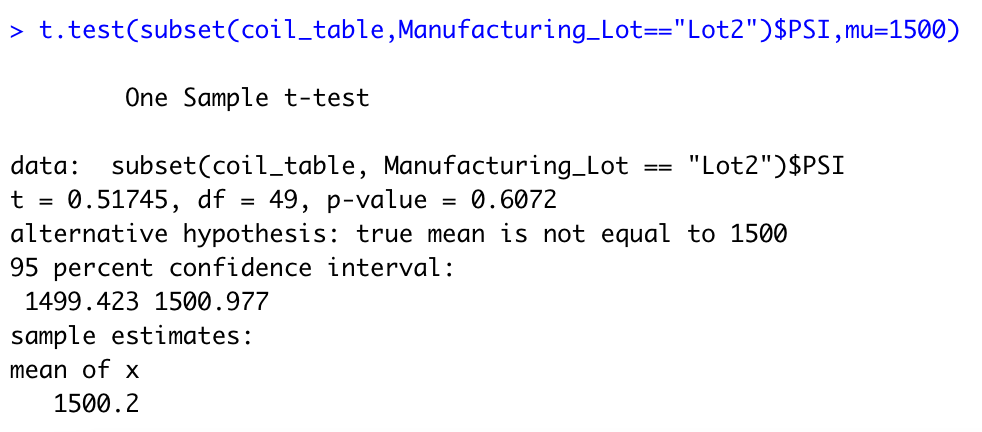 > t.test(subset(coil_table,Manufacturing_Lot=="Lot2")$PSI,mu=1500)
One Sample t-test
data:  subset(coil_table, Manufacturing_Lot == "Lot2")$PSI
t = 0.51745, df = 49, p-value = 0.6072
alternative hypothesis: true mean is not equal to 1500
95 percent confidence interval:
 1499.423 1500.977
sample estimates:
mean of x
   1500.2